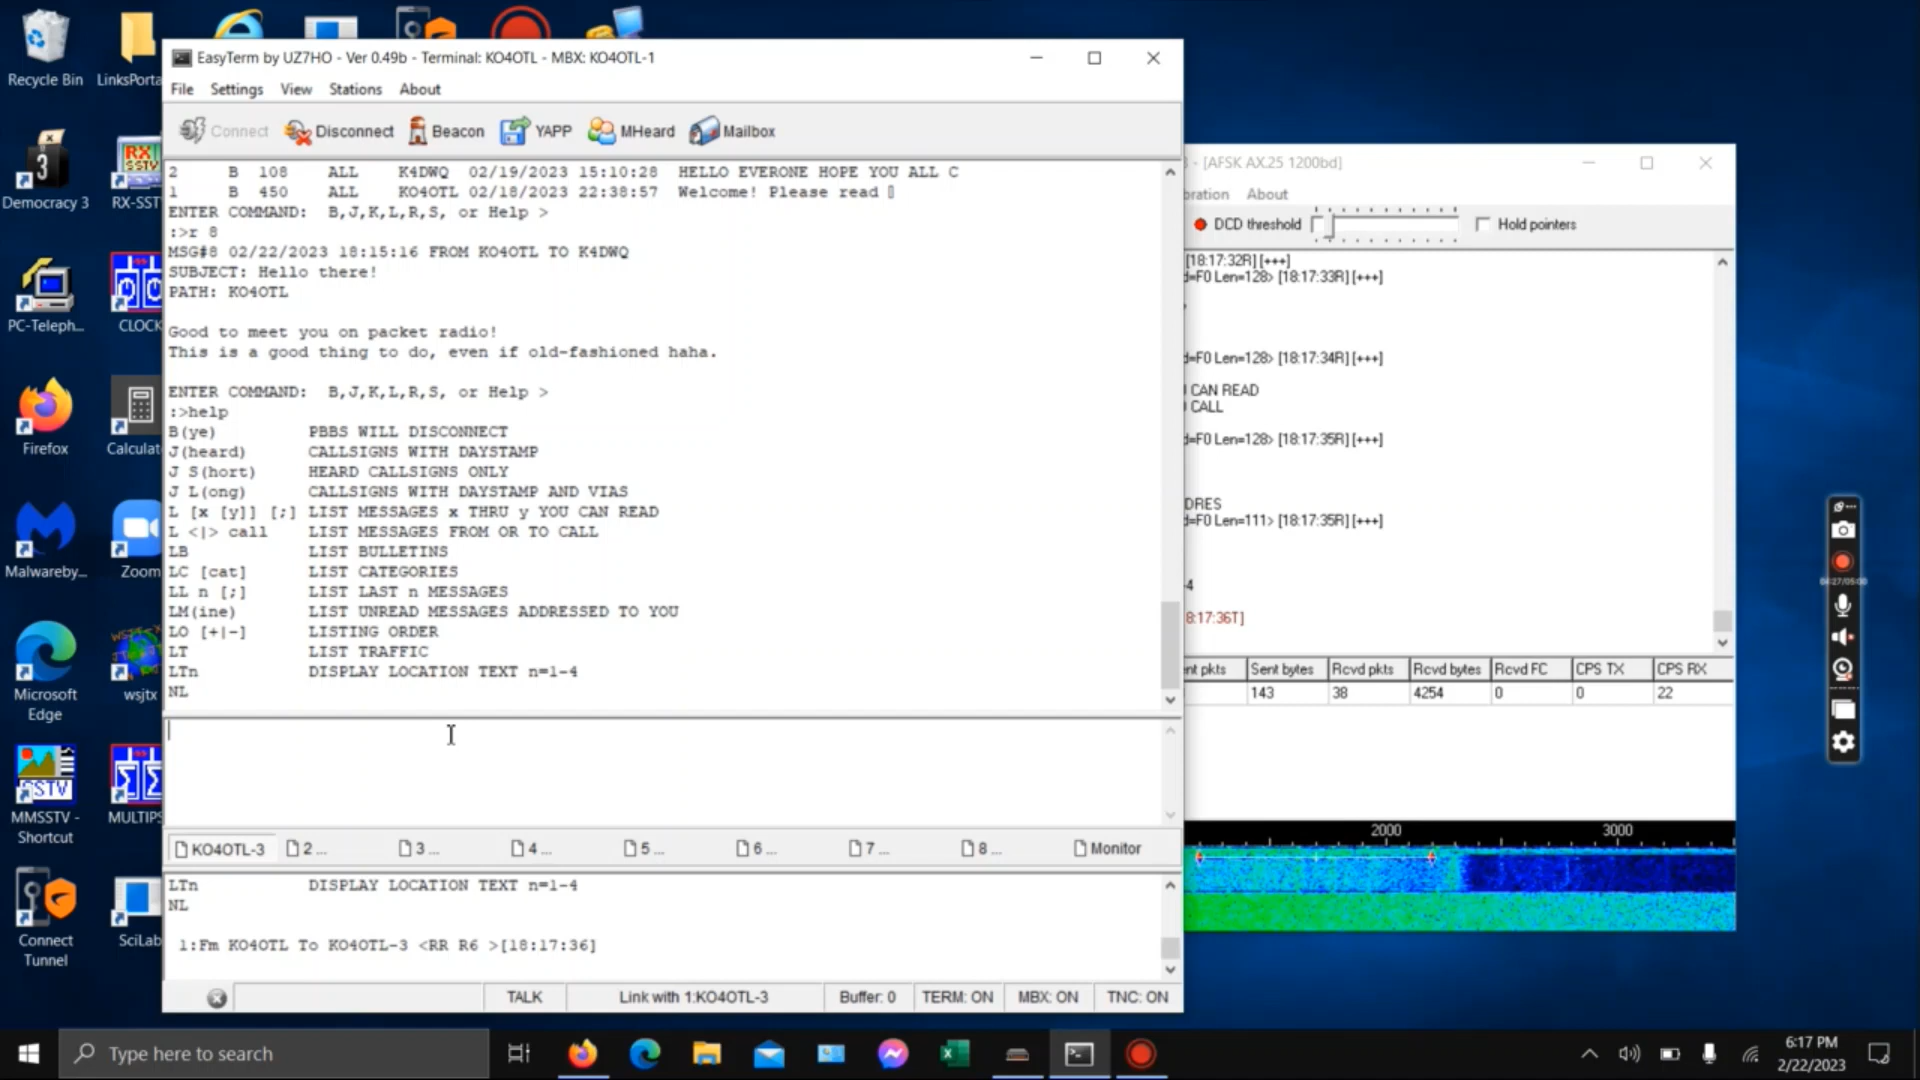 Recycle Bin
LinksPorta
Democracy 3
RX-SST
PC-Teleph...
CLOCK
Firefox
Calculat
Malwareby...
Zoom
Microsoft
Edge
wsjtx
MMSSTV -
Shortcut
MULTIPS
Connect
Tunnel
SciLab
EasyTerm by UZ7HO - Ver 0.49b - Terminal: KO4OTL - MBX: KO4OTL-1
File Settings View Stations About
Connect Disconnect Beacon YAPP MHeard Mailbox
2 B 108 ALL K4DWQ 02/19/2023 15:10:28 HELLO EVERONE HOPE YOU ALL C
1 B 450 ALL KO4OTL 02/18/2023 22:38:57 Welcome! Please read
ENTER COMMAND: B,J,K,L,R,S, or Help >
:>r 8
MSG#8 02/22/2023 18:15:16 FROM KO4OTL TO K4DWQ
SUBJECT: Hello there!
PATH: KO4OTL
Good to meet you on packet radio!
This is a good thing to do, even if old-fashioned haha.
ENTER COMMAND: B,J,K,L,R,S, or Help >
:>help
B(ye) PBBS WILL DISCONNECT
J(heard) CALLSIGNS WITH DAYSTAMP
J S(hort) HEARD CALLSIGNS ONLY
J L(ong) CALLSIGNS WITH DAYSTAMP AND VIAS
L [x [y]] [;] LIST MESSAGES x THRU y YOU CAN READ
L <|> call LIST MESSAGES FROM OR TO CALL
LB LIST BULLETINS
LC [cat] LIST CATEGORIES
LL n [;] LIST LAST n MESSAGES
LM(ine) LIST UNREAD MESSAGES ADDRESSED TO YOU
LO [+|-] LISTING ORDER
LT LIST TRAFFIC
LTn DISPLAY LOCATION TEXT n=1-4
NL
KO4OTL-3 2 ... 3 ... 4 ... 5 ... 6 ... 7 ... 8 ... Monitor
LTn DISPLAY LOCATION TEXT n=1-4
NL
1:Fm KO4OTL To KO4OTL-3 <RR R6 >[18:17:36]
TALK Link with 1:KO4OTL-3 Buffer: 0 TERM: ON MBX: ON TNC: ON
3 - [AFSK AX.25 1200bd]
bration About
DCD threshold Hold pointers
[18:17:32R] [+++]
d=F0 Len=128> [18:17:33R] [+++]
d=F0 Len=128> [18:17:34R] [+++]
CAN READ
CALL
d=F0 Len=128> [18:17:35R] [+++]
DRES
d=F0 Len=111> [18:17:35R] [+++]
-4
8:17:36T]
ent pkts Sent bytes Rcvd pkts Rcvd bytes Rcvd FC CPS TX CPS RX
143 38 4254 0 0 22
2000 3000
Type here to search
6:17 PM
2/22/2023